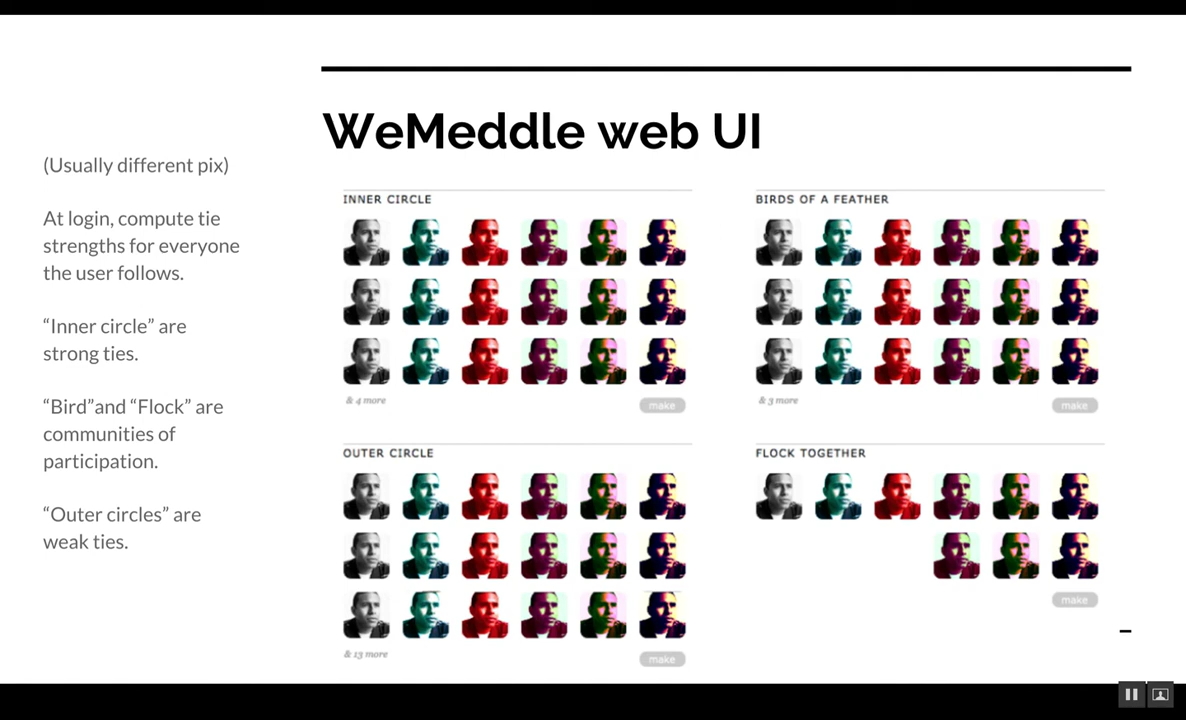 WeMeddle web UI
(Usually different pix)
At login, compute tie
strengths for everyone
the user follows.
“Inner circle” are
strong ties.
“Bird”and “Flock” are
communities of
participation.
“Outer circles” are
weak ties.
INNER CIRCLE
& 4 more
make
BIRDS OF A FEATHER
& 3 more
make
OUTER CIRCLE
& 13 more
make
FLOCK TOGETHER
make